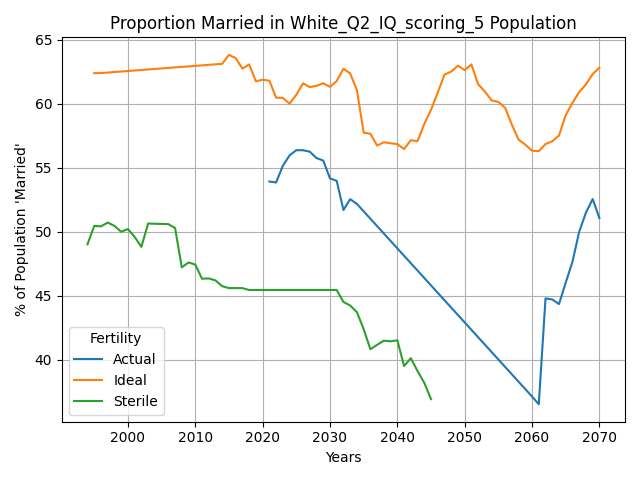 Proportion Married in White_Q2_IQ_scoring_5 Population
% of Population 'Married'
65
60
55
50
45
40
Fertility
Actual
Ideal
Sterile
2000 2010 2020 2030 2040 2050 2060 2070
Years